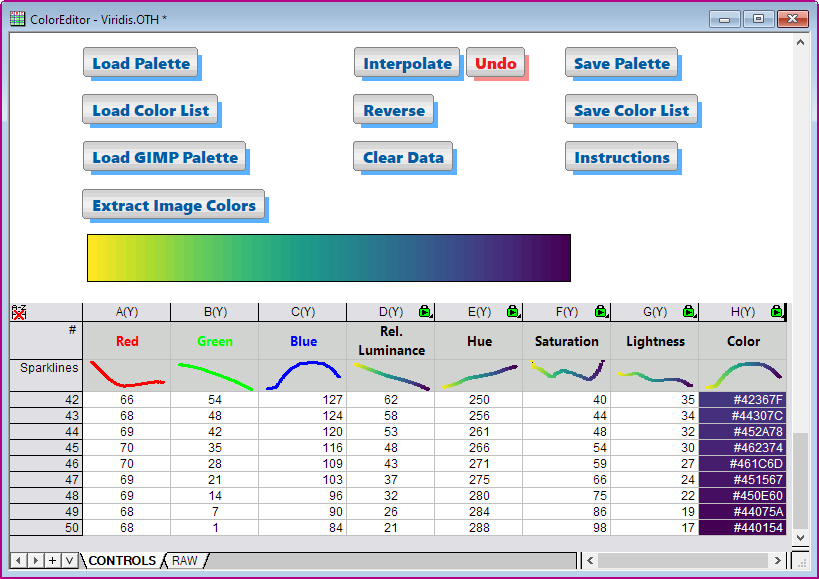 ColorEditor - Viridis.OTH *
Load Palette Interpolate Undo Save Palette
Load Color List Reverse Save Color List
Load GIMP Palette Clear Data Instructions
Extract Image Colors
A(Y) B(Y) C(Y) D(Y) E(Y) F(Y) G(Y) H(Y)
# Red Green Blue Rel. Luminance Hue Saturation Lightness Color
Sparklines
42 66 54 127 62 250 40 35 #42367F
43 68 48 124 58 256 44 34 #44307C
44 69 42 120 53 261 48 32 #452A78
45 70 35 116 48 266 54 30 #462374
46 70 28 109 43 271 59 27 #461C6D
47 69 21 103 37 275 66 24 #451567
48 69 14 96 32 280 75 22 #450E60
49 68 7 90 26 284 86 19 #44075A
50 68 1 84 21 288 98 17 #440154
CONTROLS RAW